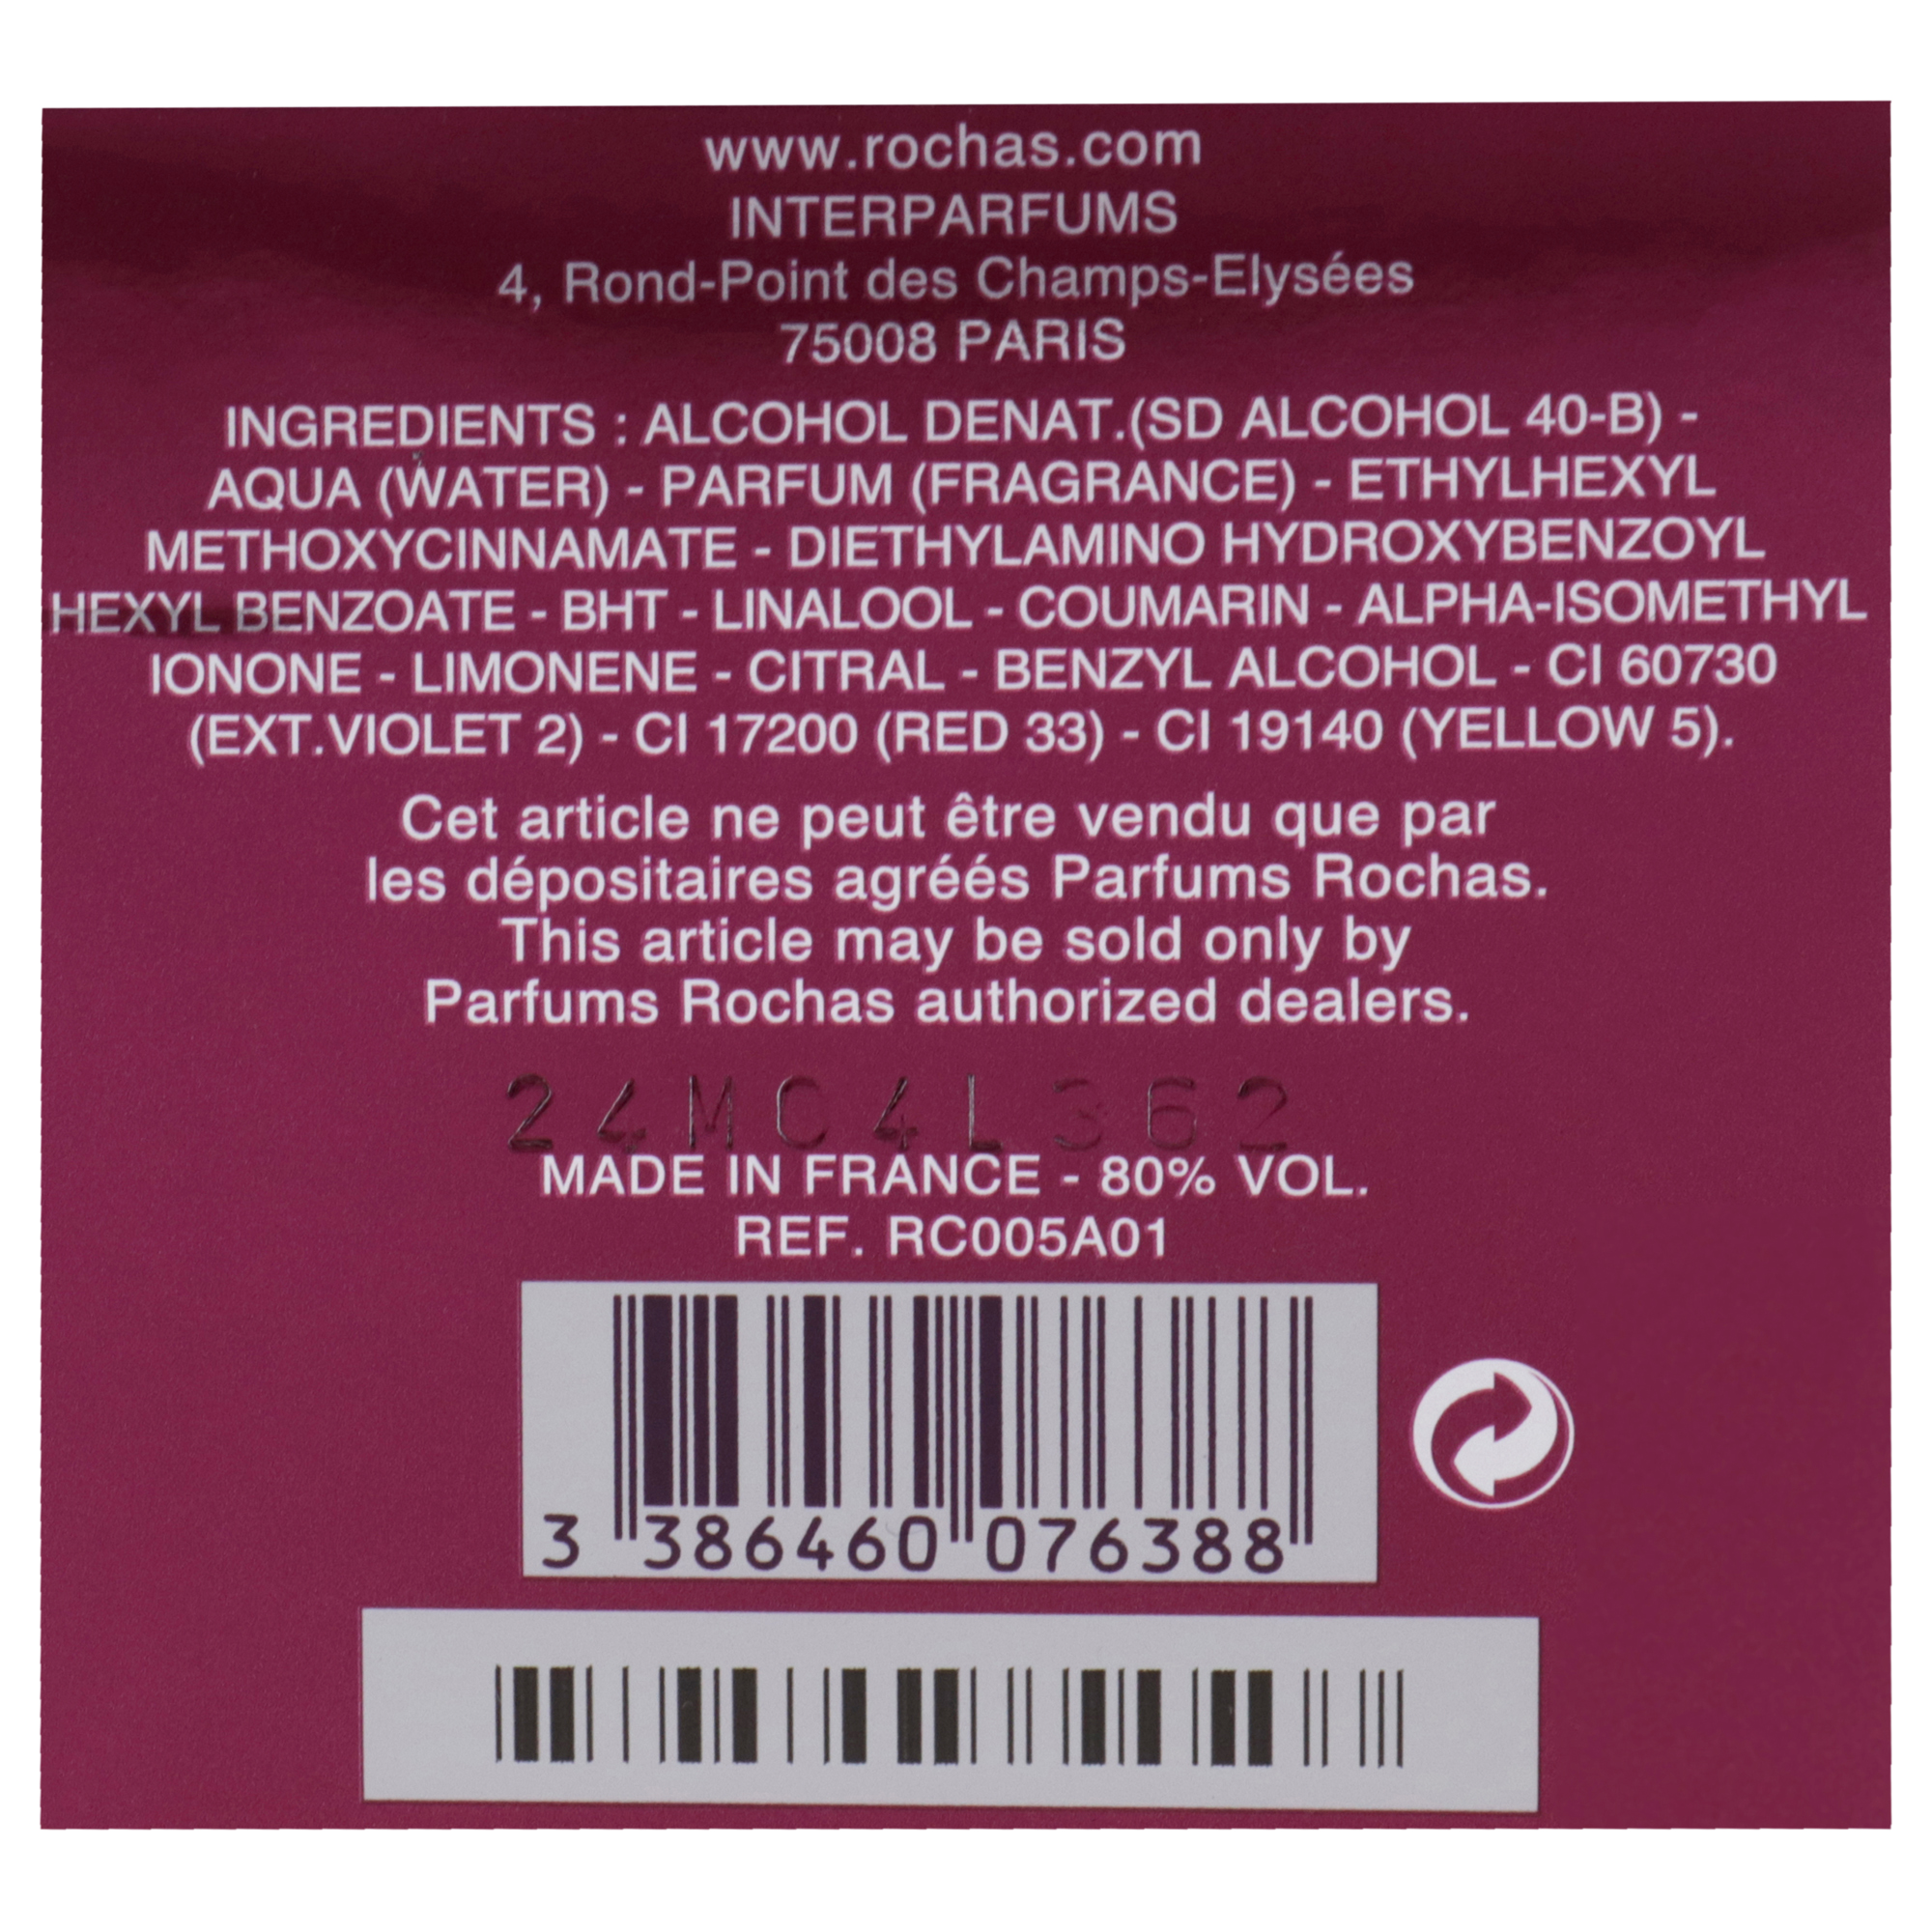 www.rochas.com
INTERPARFUMS
4, Rond-Point des Champs-Elysées
75008 PARIS
INGREDIENTS : ALCOHOL DENAT.(SD ALCOHOL 40-B) -
AQUA (WATER) - PARFUM (FRAGRANCE) - ETHYLHEXYL
METHOXYCINNAMATE - DIETHYLAMINO HYDROXYBENZOYL
HEXYL BENZOATE - BHT - LINALOOL - COUMARIN - ALPHA-ISOMETHYL
IONONE - LIMONENE - CITRAL - BENZYL ALCOHOL - CI 60730
(EXT.VIOLET 2) - CI 17200 (RED 33) - CI 19140 (YELLOW 5).
Cet article ne peut être vendu que par
les dépositaires agréés Parfums Rochas.
This article may be sold only by
Parfums Rochas authorized dealers.
24MC4L362
MADE IN FRANCE - 80% VOL.
REF. RC005A01
3 386460 076388